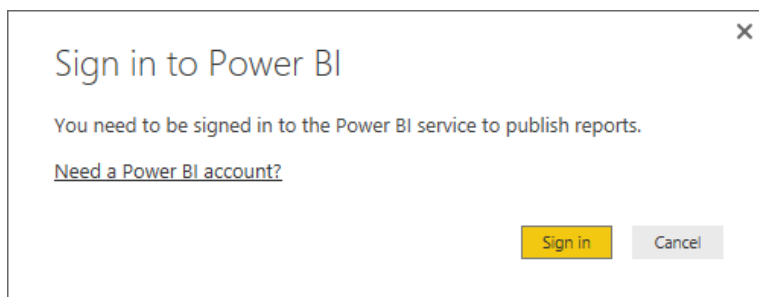 Sign in to Power BI
You need to be signed in to the Power BI service to publish reports.
Need a Power BI account?
Sign in Cancel